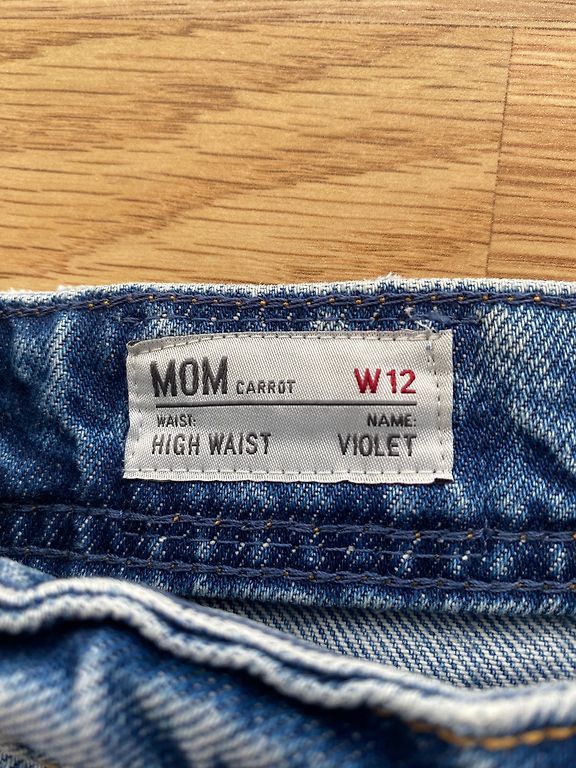 MOM CARROT W12
WAIST: NAME:
HIGH WAIST VIOLET